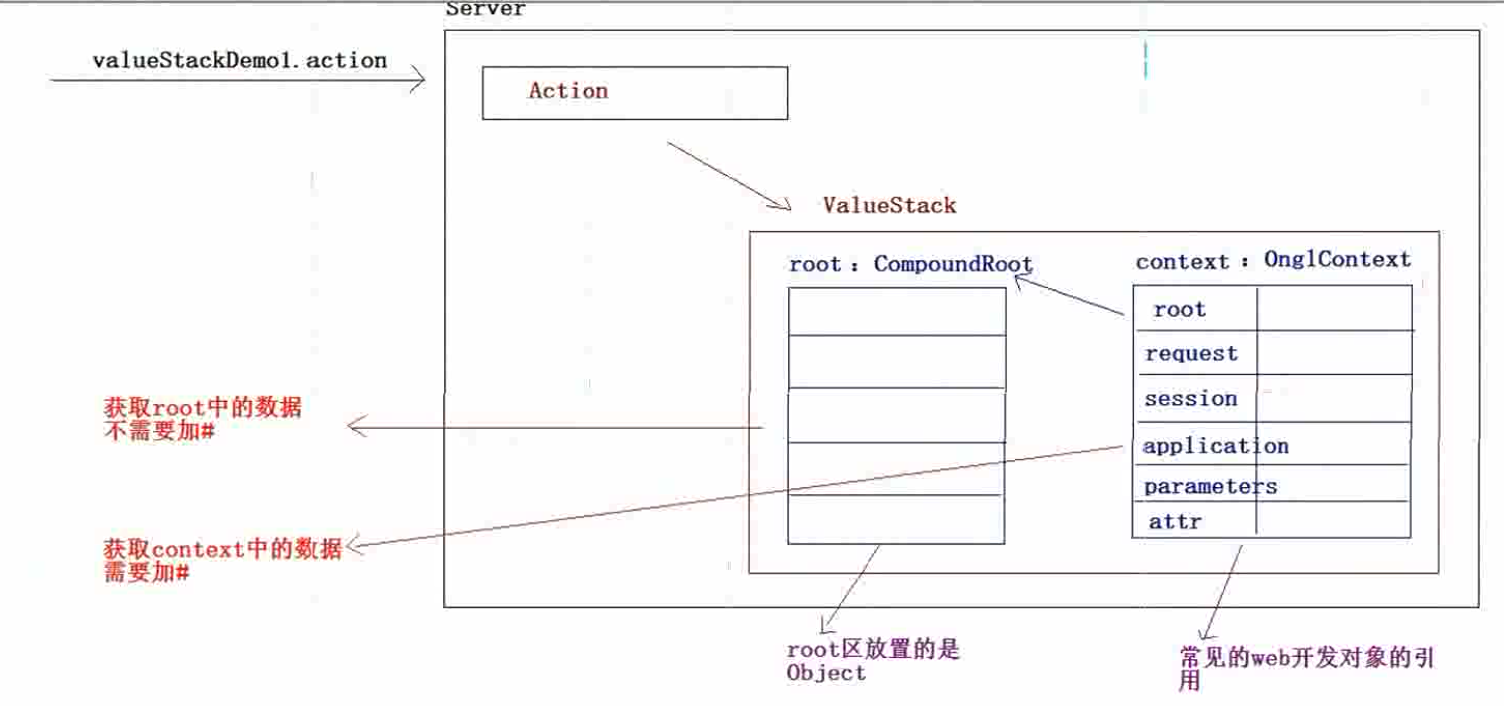 Server
valueStackDemo1.action
Action
ValueStack
root：CompoundRoot
context：OnglContext
root
request
session
application
parameters
attr
获取root中的数据
不需要加#
获取context中的数据
需要加#
root区放置的是
Object
常见的web开发对象的引
用